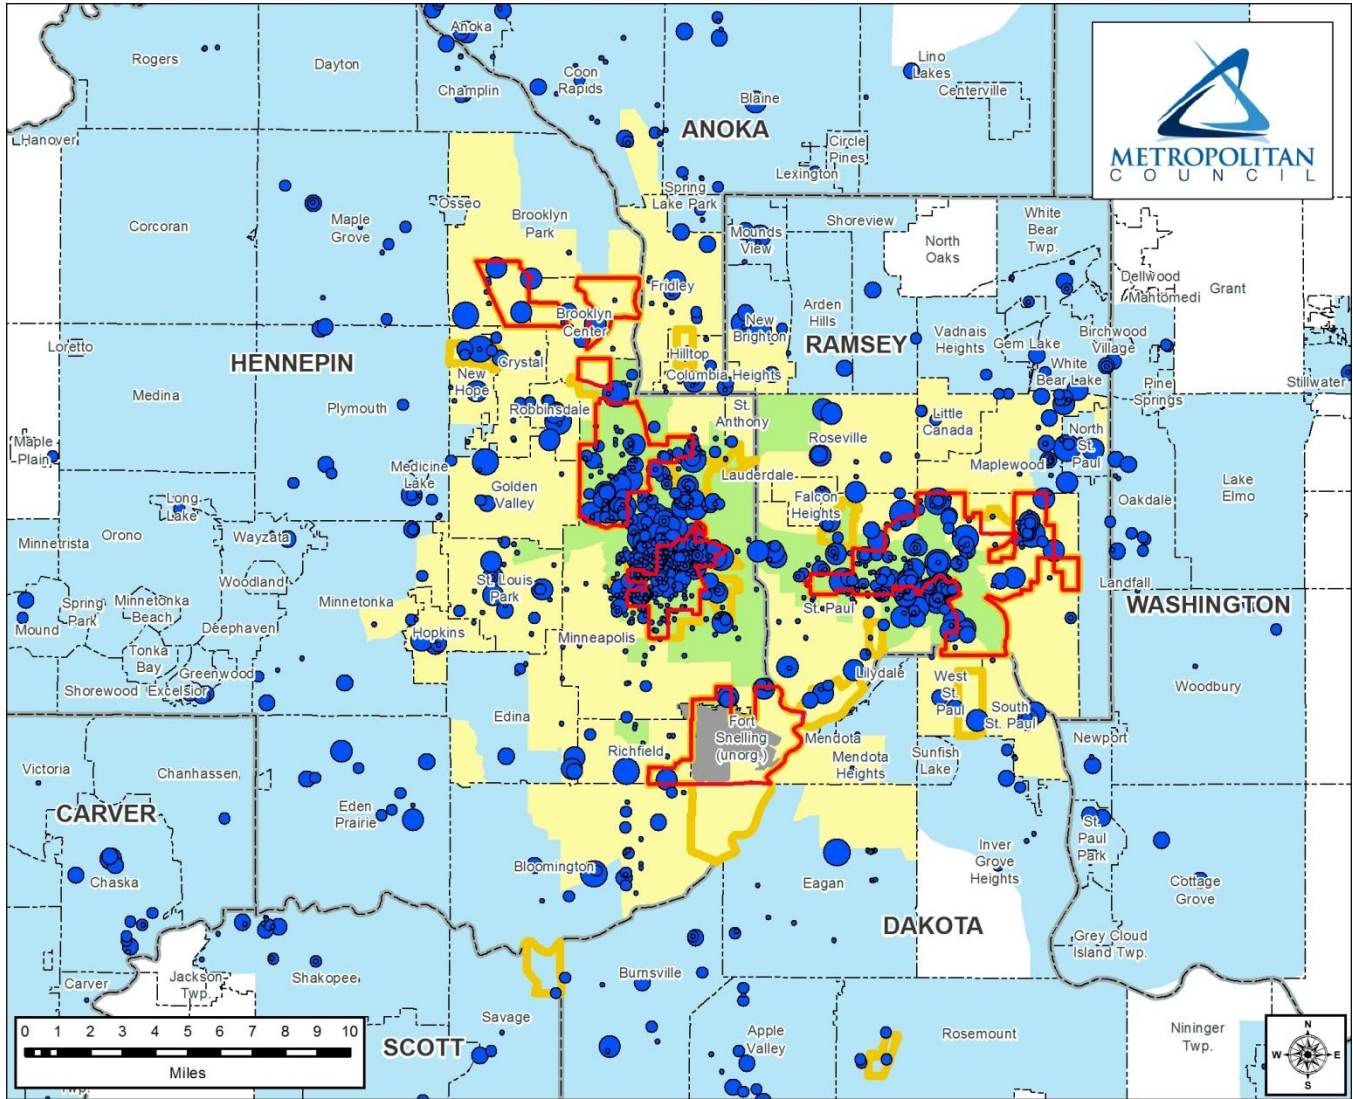 Anoka
Rogers
Dayton
Champlin
Coon
Rapids
Lino
Lakes
Centerville
Blaine
ANOKA
METROPOLITAN
COUNCIL
Hanover
Circle
Pines
Lexington
Osseo
Spring
Lake Park
Corcoran
Maple
Grove
Brooklyn
Park
Mounds
View
Shoreview
North
Oaks
White
Bear
Twp.
Dellwood
Mahtomedi
Grant
Fridley
Brooklyn
Center
Arden
Hills
New
Brighton
RAMSEY
Vadnais
Heights
Gem Lake
Birchwood
Village
Loretto
HENNEPIN
Crystal
New
Hope
Hilltop
Columbia Heights
White
Bear Lake
Pine
Springs
Stillwater
Medina
Plymouth
Robbinsdale
St.
Anthony
Roseville
Little
Canada
North
St.
Paul
Maple
Plain
Medicine
Lake
Golden
Valley
Lauderdale
Maplewood
Falcon
Heights
Oakdale
Lake
Elmo
Long
Lake
Orono
Wayzata
Minnetrista
Woodland
St. Louis
Park
Landfall
Spring
Park
Minnetonka
Beach
Minnetonka
St. Paul
WASHINGTON
Mound
Deephaven
Hopkins
Minneapolis
Tonka
Bay
Greenwood
Shorewood
Excelsior
Lilydale
West
St.
Paul
Woodbury
Edina
South
St. Paul
Richfield
Fort
Snelling
(unorg.)
Mendota
Mendota
Heights
Sunfish
Lake
Newport
Victoria
Chanhassen
CARVER
Eden
Prairie
St.
Paul
Park
Inver
Grove
Heights
Bloomington
Eagan
Chaska
Cottage
Grove
DAKOTA
Grey Cloud
Island Twp.
Carver
Jackson
Twp.
Shakopee
Burnsville
Savage
0 1 2 3 4 5 6 7 8 9 10
Miles
SCOTT
Apple
Valley
Rosemount
Nininger
Twp.
N
W E
S
Twp.